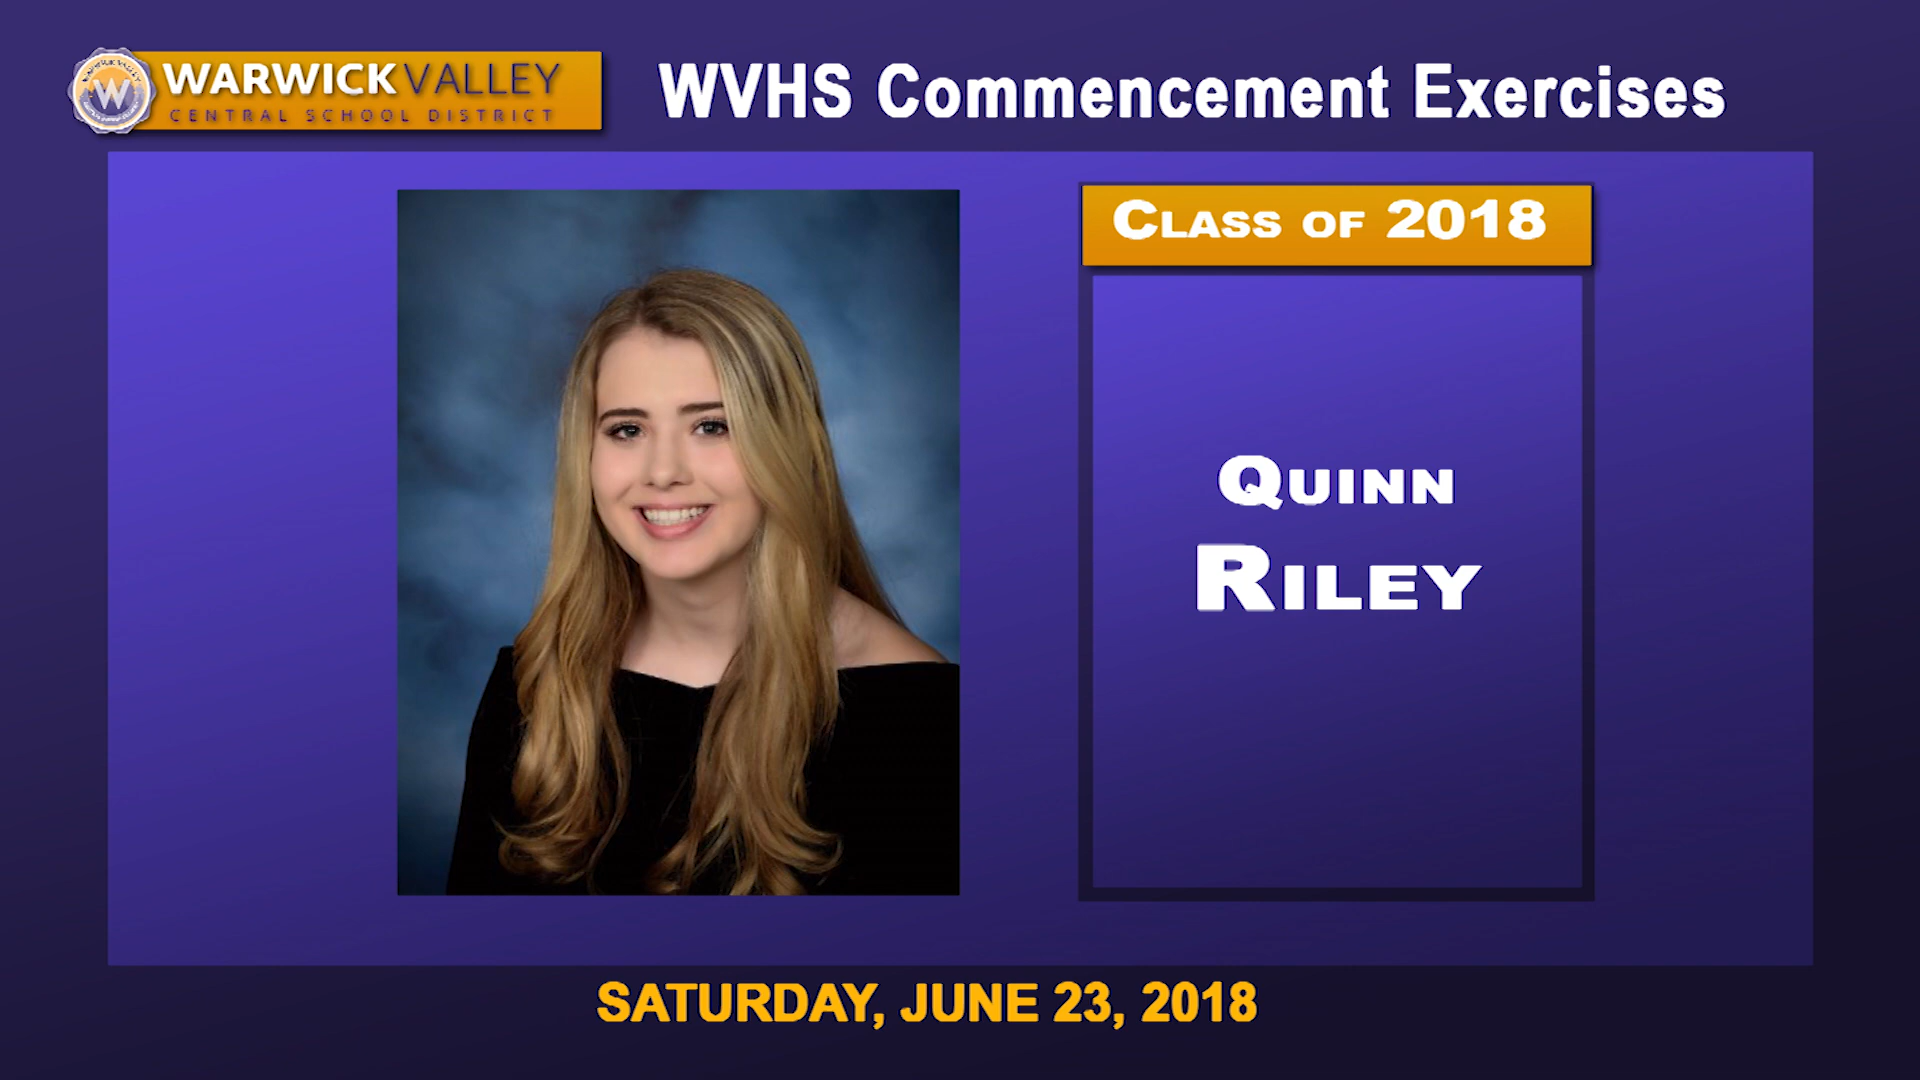 WARWICK VALLEY
CENTRAL SCHOOL DISTRICT
WVHS Commencement Exercises
W
CLASS OF 2018
QUINN
RILEY
SATURDAY, JUNE 23, 2018